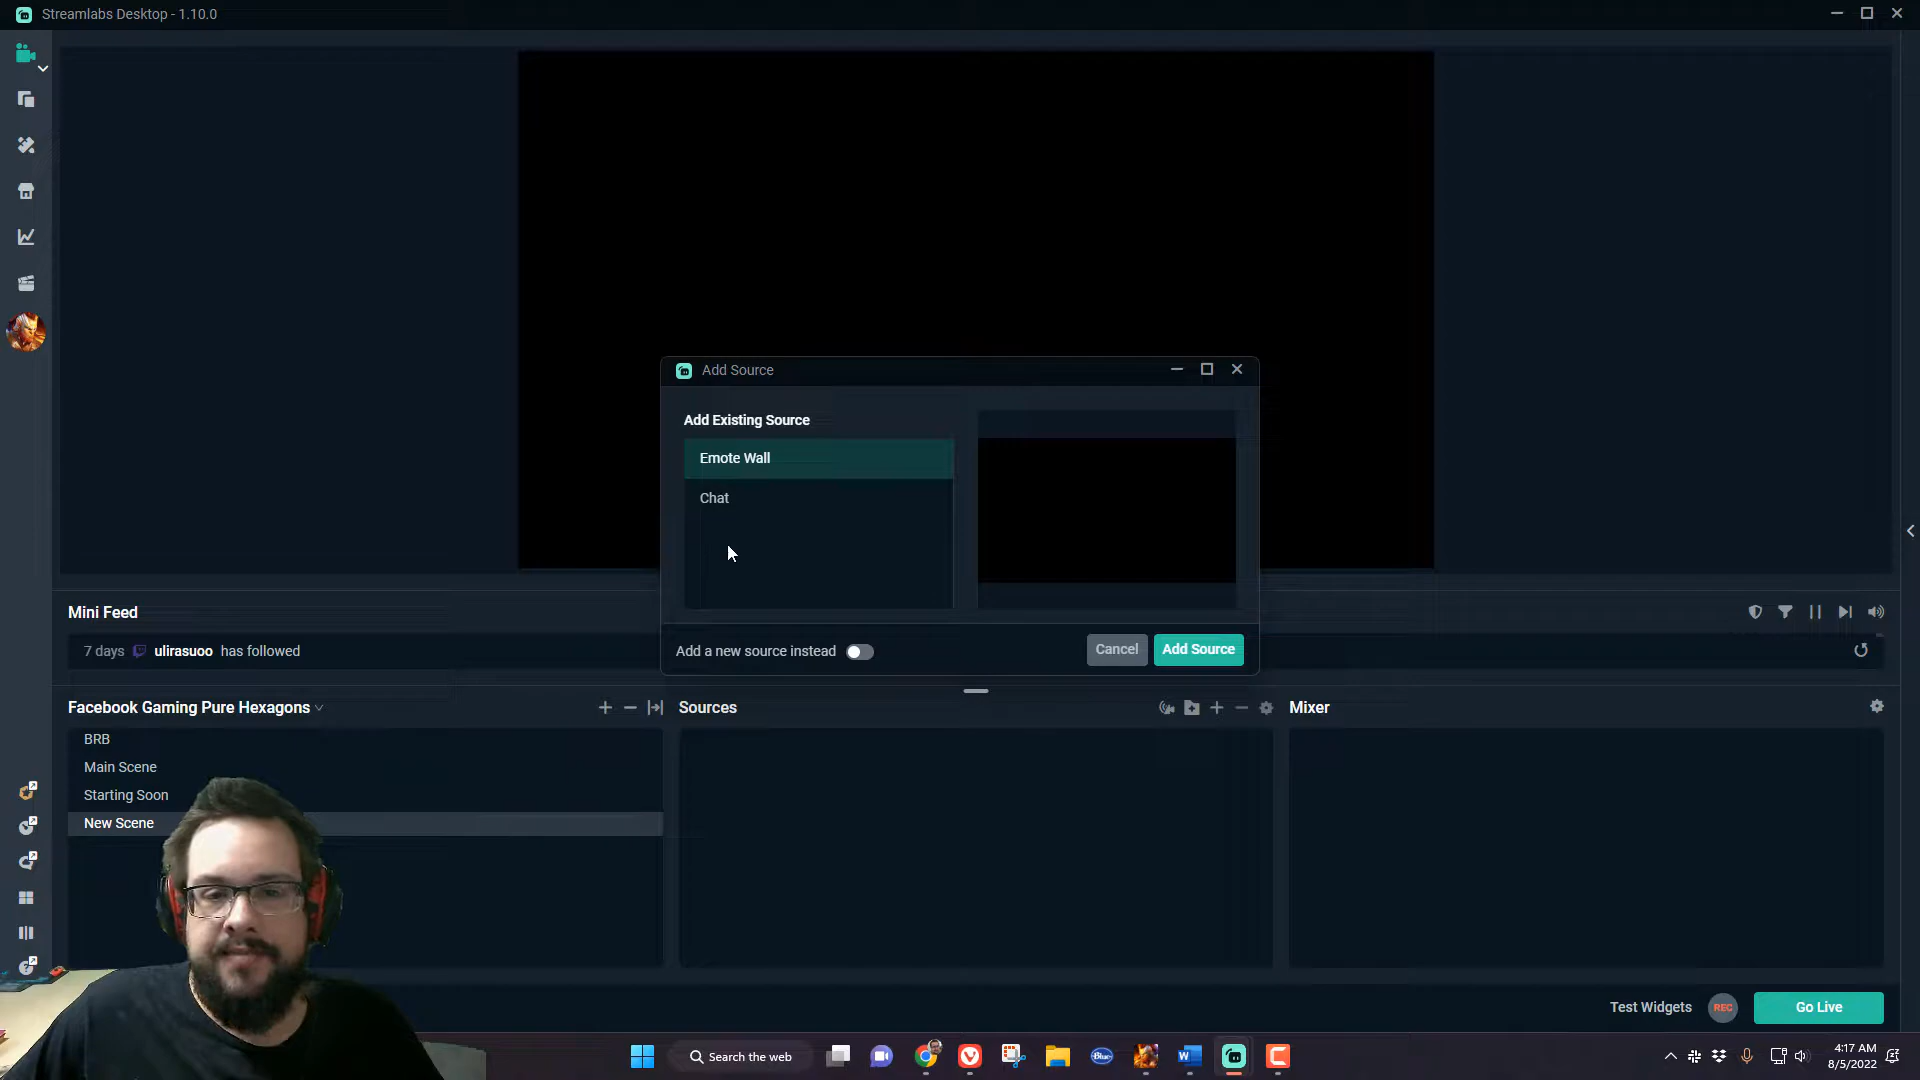 Streamlabs Desktop - 1.10.0
Add Source
Add Existing Source
Emote Wall
Chat
Add a new source instead
Cancel
Add Source
Mini Feed
7 days ulirasuoo has followed
Facebook Gaming Pure Hexagons
BRB
Main Scene
Starting Soon
New Scene
Sources
Mixer
Test Widgets
REC
Go Live
Search the web
Blue
W
4:17 AM
8/5/2022